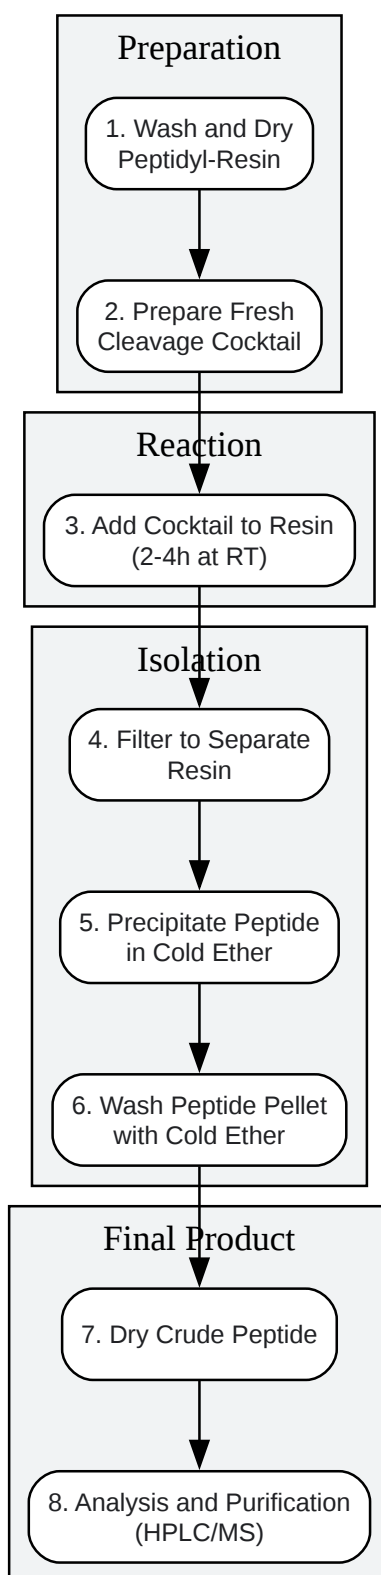 Preparation
1. Wash and Dry
Peptidyl-Resin
2. Prepare Fresh
Cleavage Cocktail
Reaction
3. Add Cocktail to Resin
(2-4h at RT)
Isolation
4. Filter to Separate
Resin
5. Precipitate Peptide
in Cold Ether
6. Wash Peptide Pellet
with Cold Ether
Final Product
7. Dry Crude Peptide
8. Analysis and Purification
(HPLC/MS)